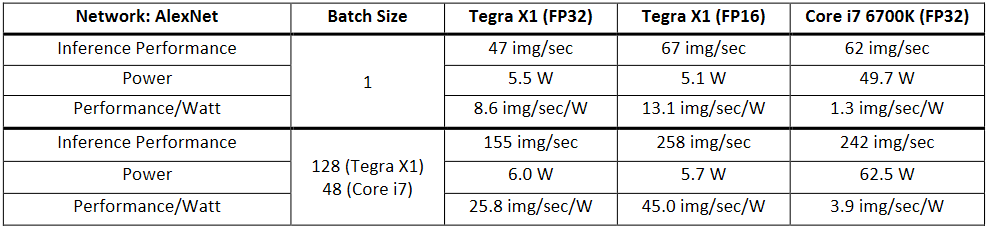 Network: AlexNet Batch Size Tegra X1 (FP32) Tegra X1 (FP16) Core i7 6700K (FP32)
Inference Performance 47 img/sec 67 img/sec 62 img/sec
Power 1 5.5 W 5.1 W 49.7 W
Performance/Watt 8.6 img/sec/W 13.1 img/sec/W 1.3 img/sec/W
Inference Performance 155 img/sec 258 img/sec 242 img/sec
Power 128 (Tegra X1) 6.0 W 5.7 W 62.5 W
48 (Core i7)
Performance/Watt 25.8 img/sec/W 45.0 img/sec/W 3.9 img/sec/W